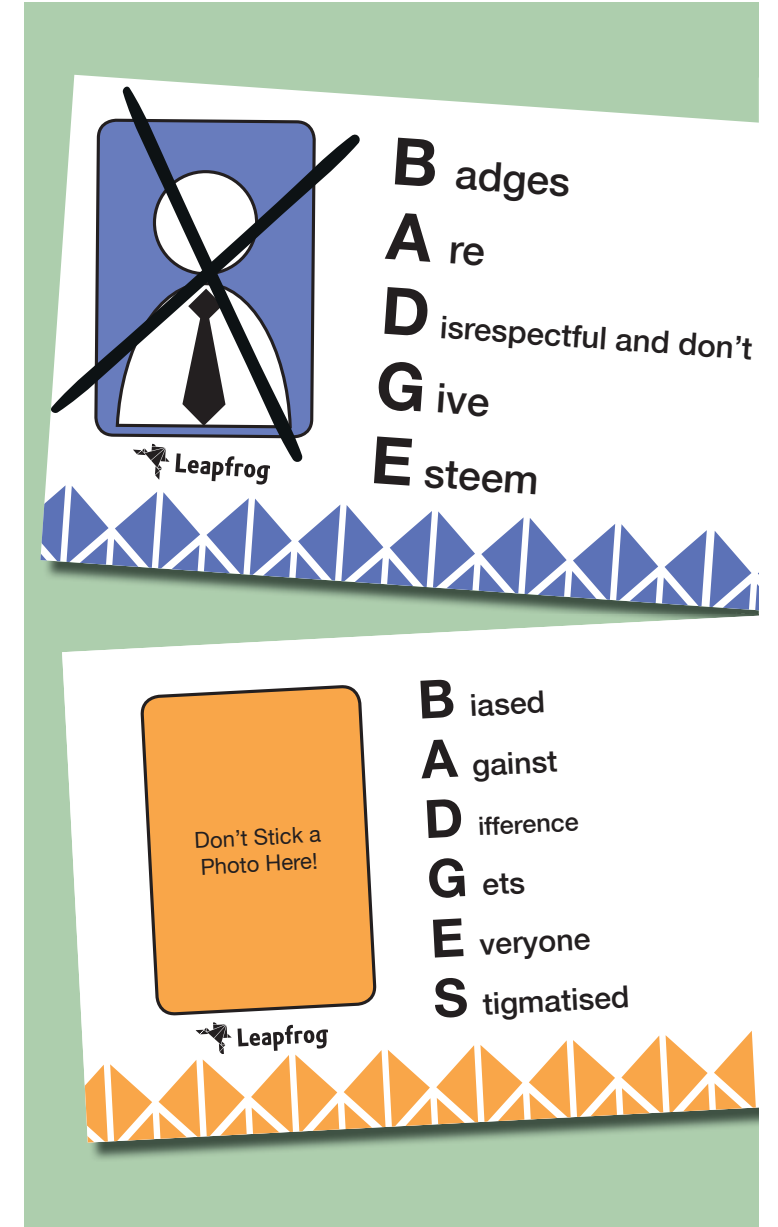 B adges
A re
D isrespectful and don't
G ive
E steem
Leapfrog
B iased
A gainst
D ifference
G ets
E veryone
S tigmatised
Don't Stick a
Photo Here!
Leapfrog